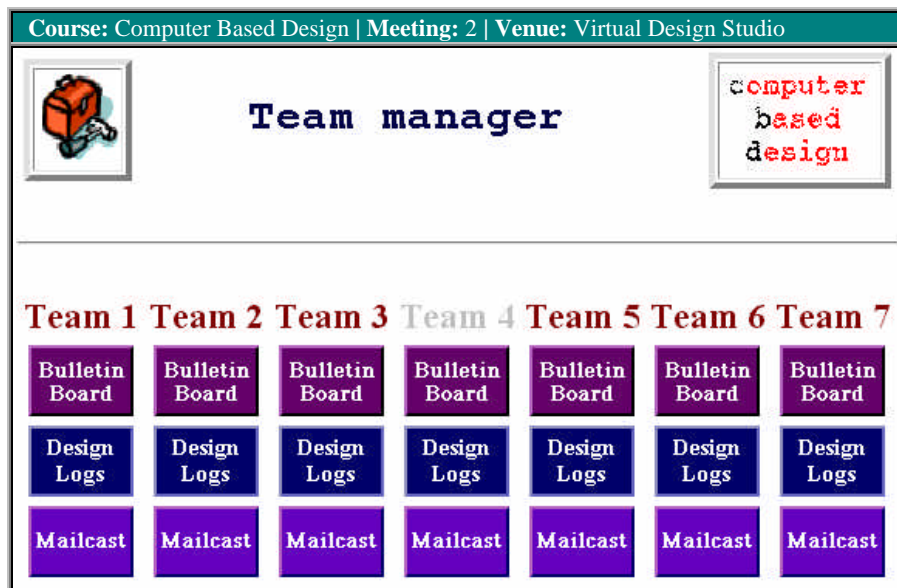 Course: Computer Based Design | Meeting: 2 | Venue: Virtual Design Studio
Team manager
computer
based
design
Team 1 Team 2 Team 3 Team 4 Team 5 Team 6 Team 7
Bulletin Board Bulletin Board Bulletin Board Bulletin Board Bulletin Board Bulletin Board Bulletin Board
Design Logs Design Logs Design Logs Design Logs Design Logs Design Logs Design Logs
Mailcast Mailcast Mailcast Mailcast Mailcast Mailcast Mailcast